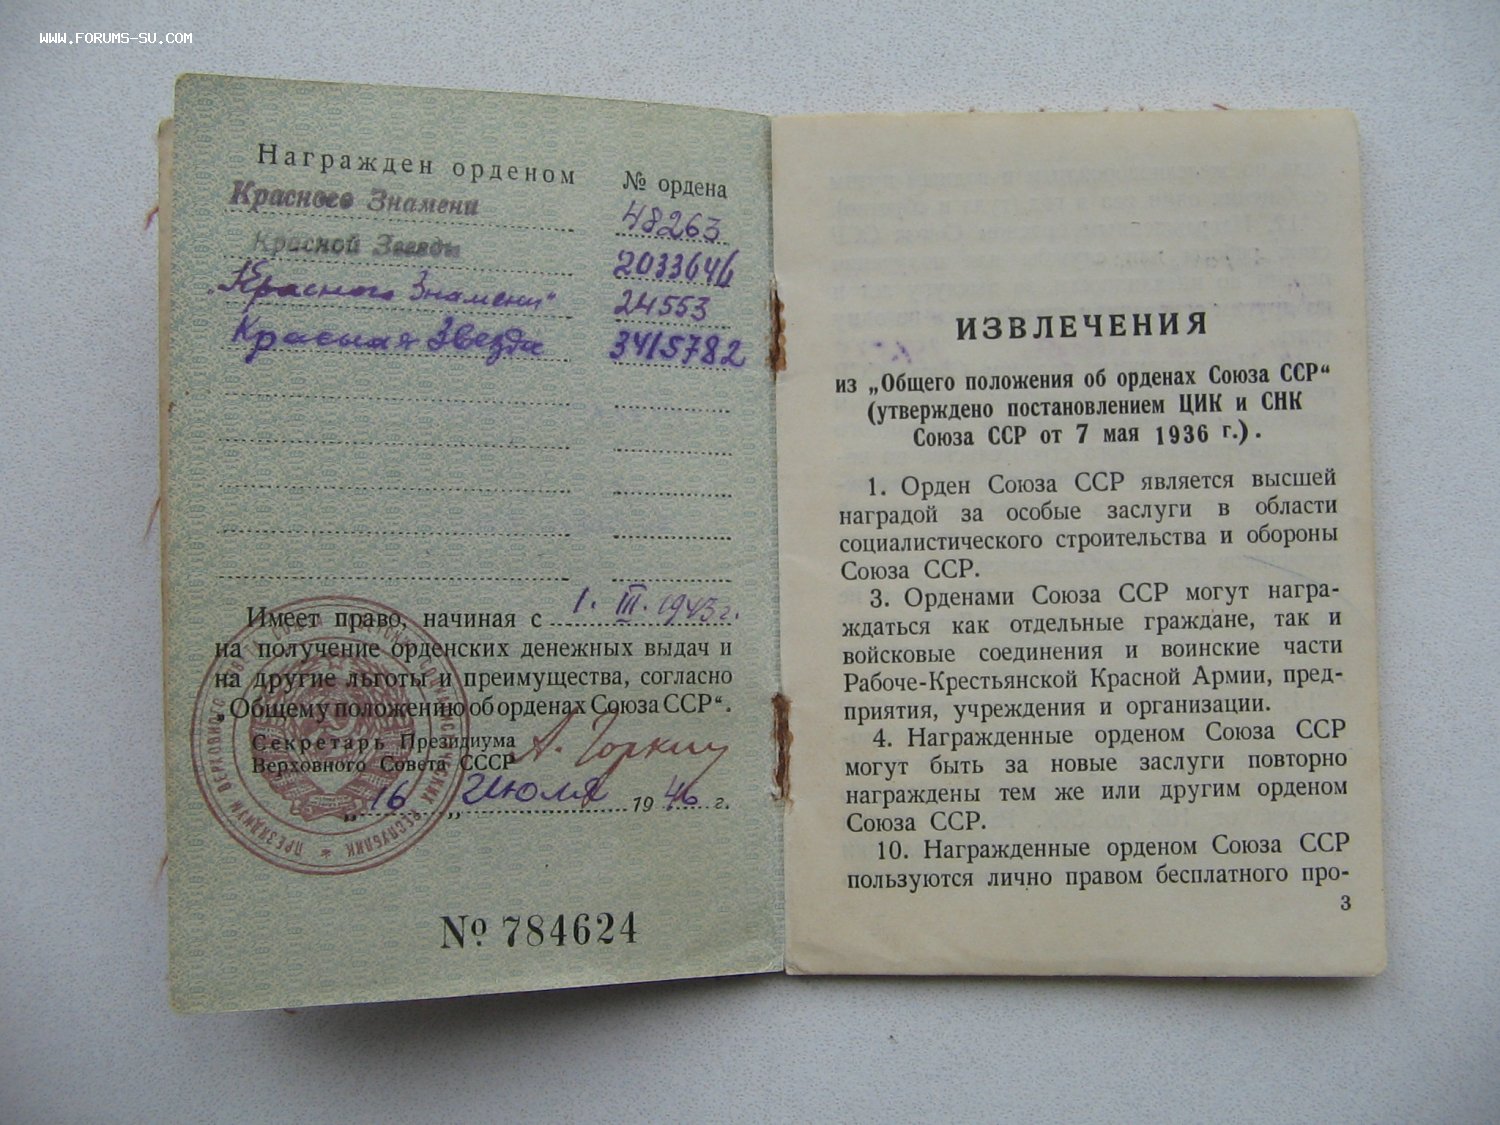 WWW.FORUMS-SU.COM
Награжден орденом № ордена
Красного Знамени 48263
Красной Звезды 2033646
„Красного Знамени" 24553
Красная Звезда 3415782
Имеет право, начиная с 1. III. 1943 г.
на получение орденских денежных выдач и
на другие льготы и преимущества, согласно
„Общему положению об орденах Союза ССР“.
Секретарь Президиума
Верховного Совета СССР А. Горкин
„16„ Июля 1946 г.
№ 784624
ИЗВЛЕЧЕНИЯ
из „Общего положения об орденах Союза ССР“
(утверждено постановлением ЦИК и СНК
Союза ССР от 7 мая 1936 г.).
1. Орден Союза ССР является высшей
наградой за особые заслуги в области
социалистического строительства и обороны
Союза ССР.
3. Орденами Союза ССР могут награ-
ждаться как отдельные граждане, так и
войсковые соединения и воинские части
Рабоче-Крестьянской Красной Армии, пред-
приятия, учреждения и организации.
4. Награжденные орденом Союза ССР
могут быть за новые заслуги повторно
награждены тем же или другим орденом
Союза ССР.
10. Награжденные орденом Союза ССР
пользуются лично правом бесплатного про-
3